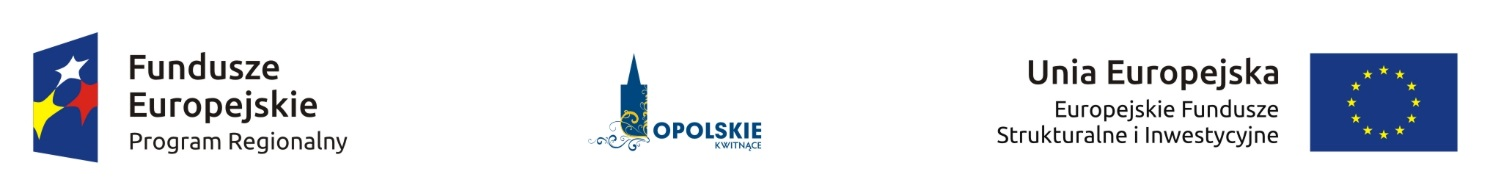 Fundusze
Europejskie
Program Regionalny
OPOLSKIE
KWITNĄCE
Unia Europejska
Europejskie Fundusze
Strukturalne i Inwestycyjne